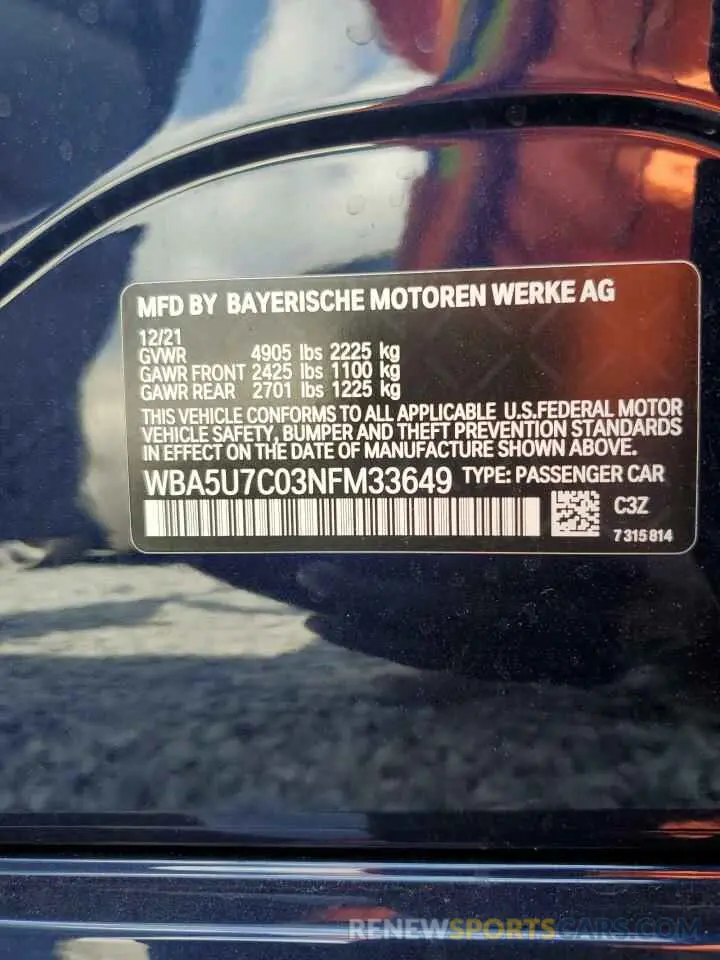 MFD BY BAYERISCHE MOTOREN WERKE AG
12/21
GVWR 4905 lbs 2225 kg
GAWR FRONT 2425 lbs 1100 kg
GAWR REAR 2701 lbs 1225 kg
THIS VEHICLE CONFORMS TO ALL APPLICABLE U.S.FEDERAL MOTOR
VEHICLE SAFETY, BUMPER AND THEFT PREVENTION STANDARDS
IN EFFECT ON THE DATE OF MANUFACTURE SHOWN ABOVE.
WBA5U7C03NFM33649 TYPE: PASSENGER CAR
C3Z
7 315 814
RENEWSPORTSCARS.COM